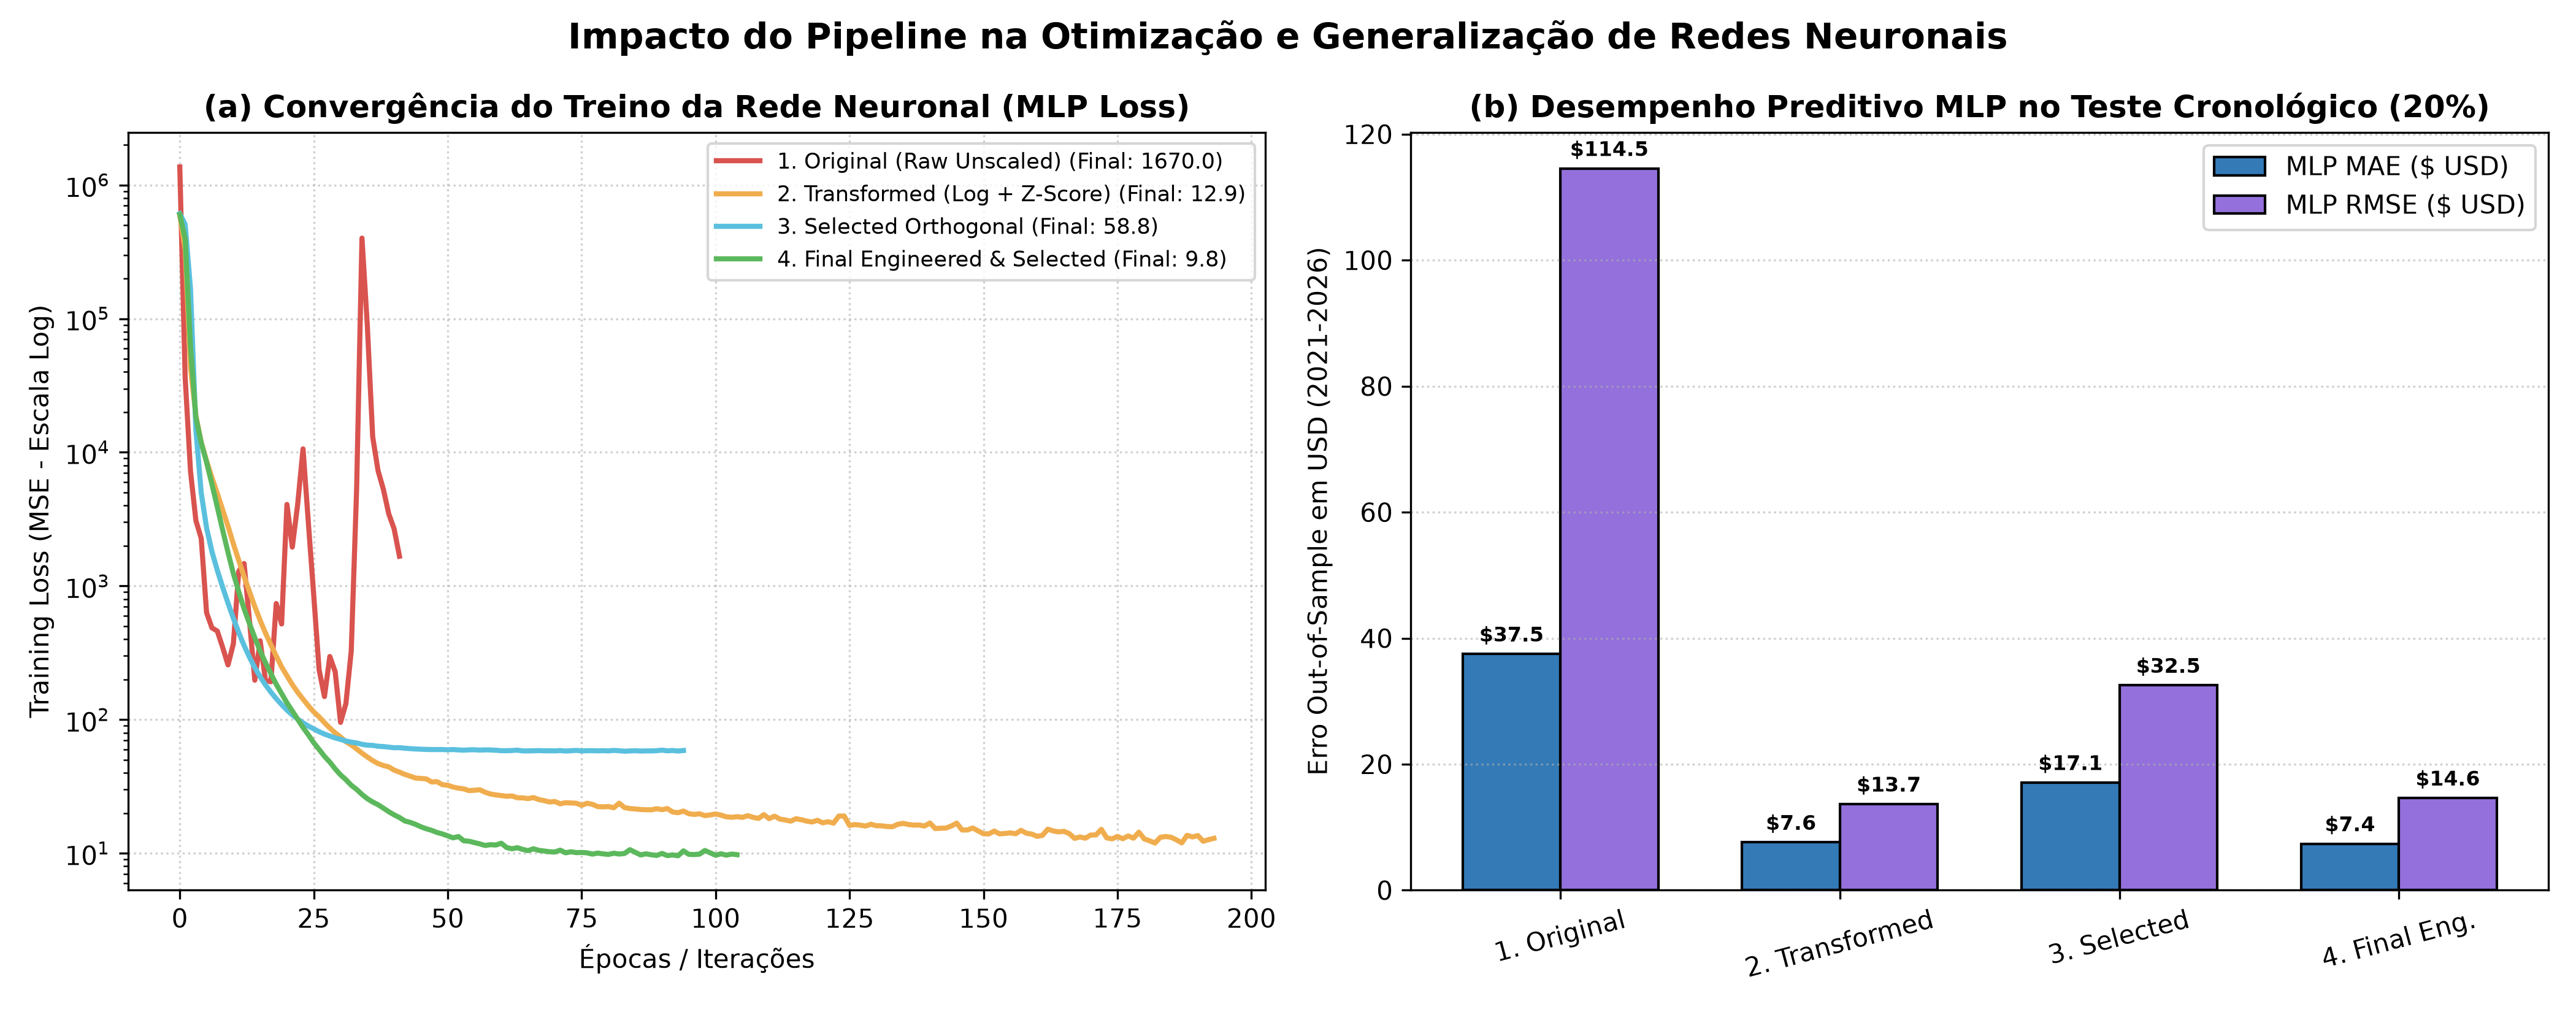 Impacto do Pipeline na Otimização e Generalização de Redes Neuronais
(a) Convergência do Treino da Rede Neuronal (MLP Loss)
Training Loss (MSE - Escala Log)
10⁶
10⁵
10⁴
10³
10²
10¹
1. Original (Raw Unscaled) (Final: 1670.0)
2. Transformed (Log + Z-Score) (Final: 12.9)
3. Selected Orthogonal (Final: 58.8)
4. Final Engineered & Selected (Final: 9.8)
0 25 50 75 100 125 150 175 200
Épocas / Iterações
(b) Desempenho Preditivo MLP no Teste Cronológico (20%)
Erro Out-of-Sample em USD (2021-2026)
120
100
80
60
40
20
0
MLP MAE ($ USD)
MLP RMSE ($ USD)
$37.5
$114.5
$7.6
$13.7
$17.1
$32.5
$7.4
$14.6
1. Original
2. Transformed
3. Selected
4. Final Eng.